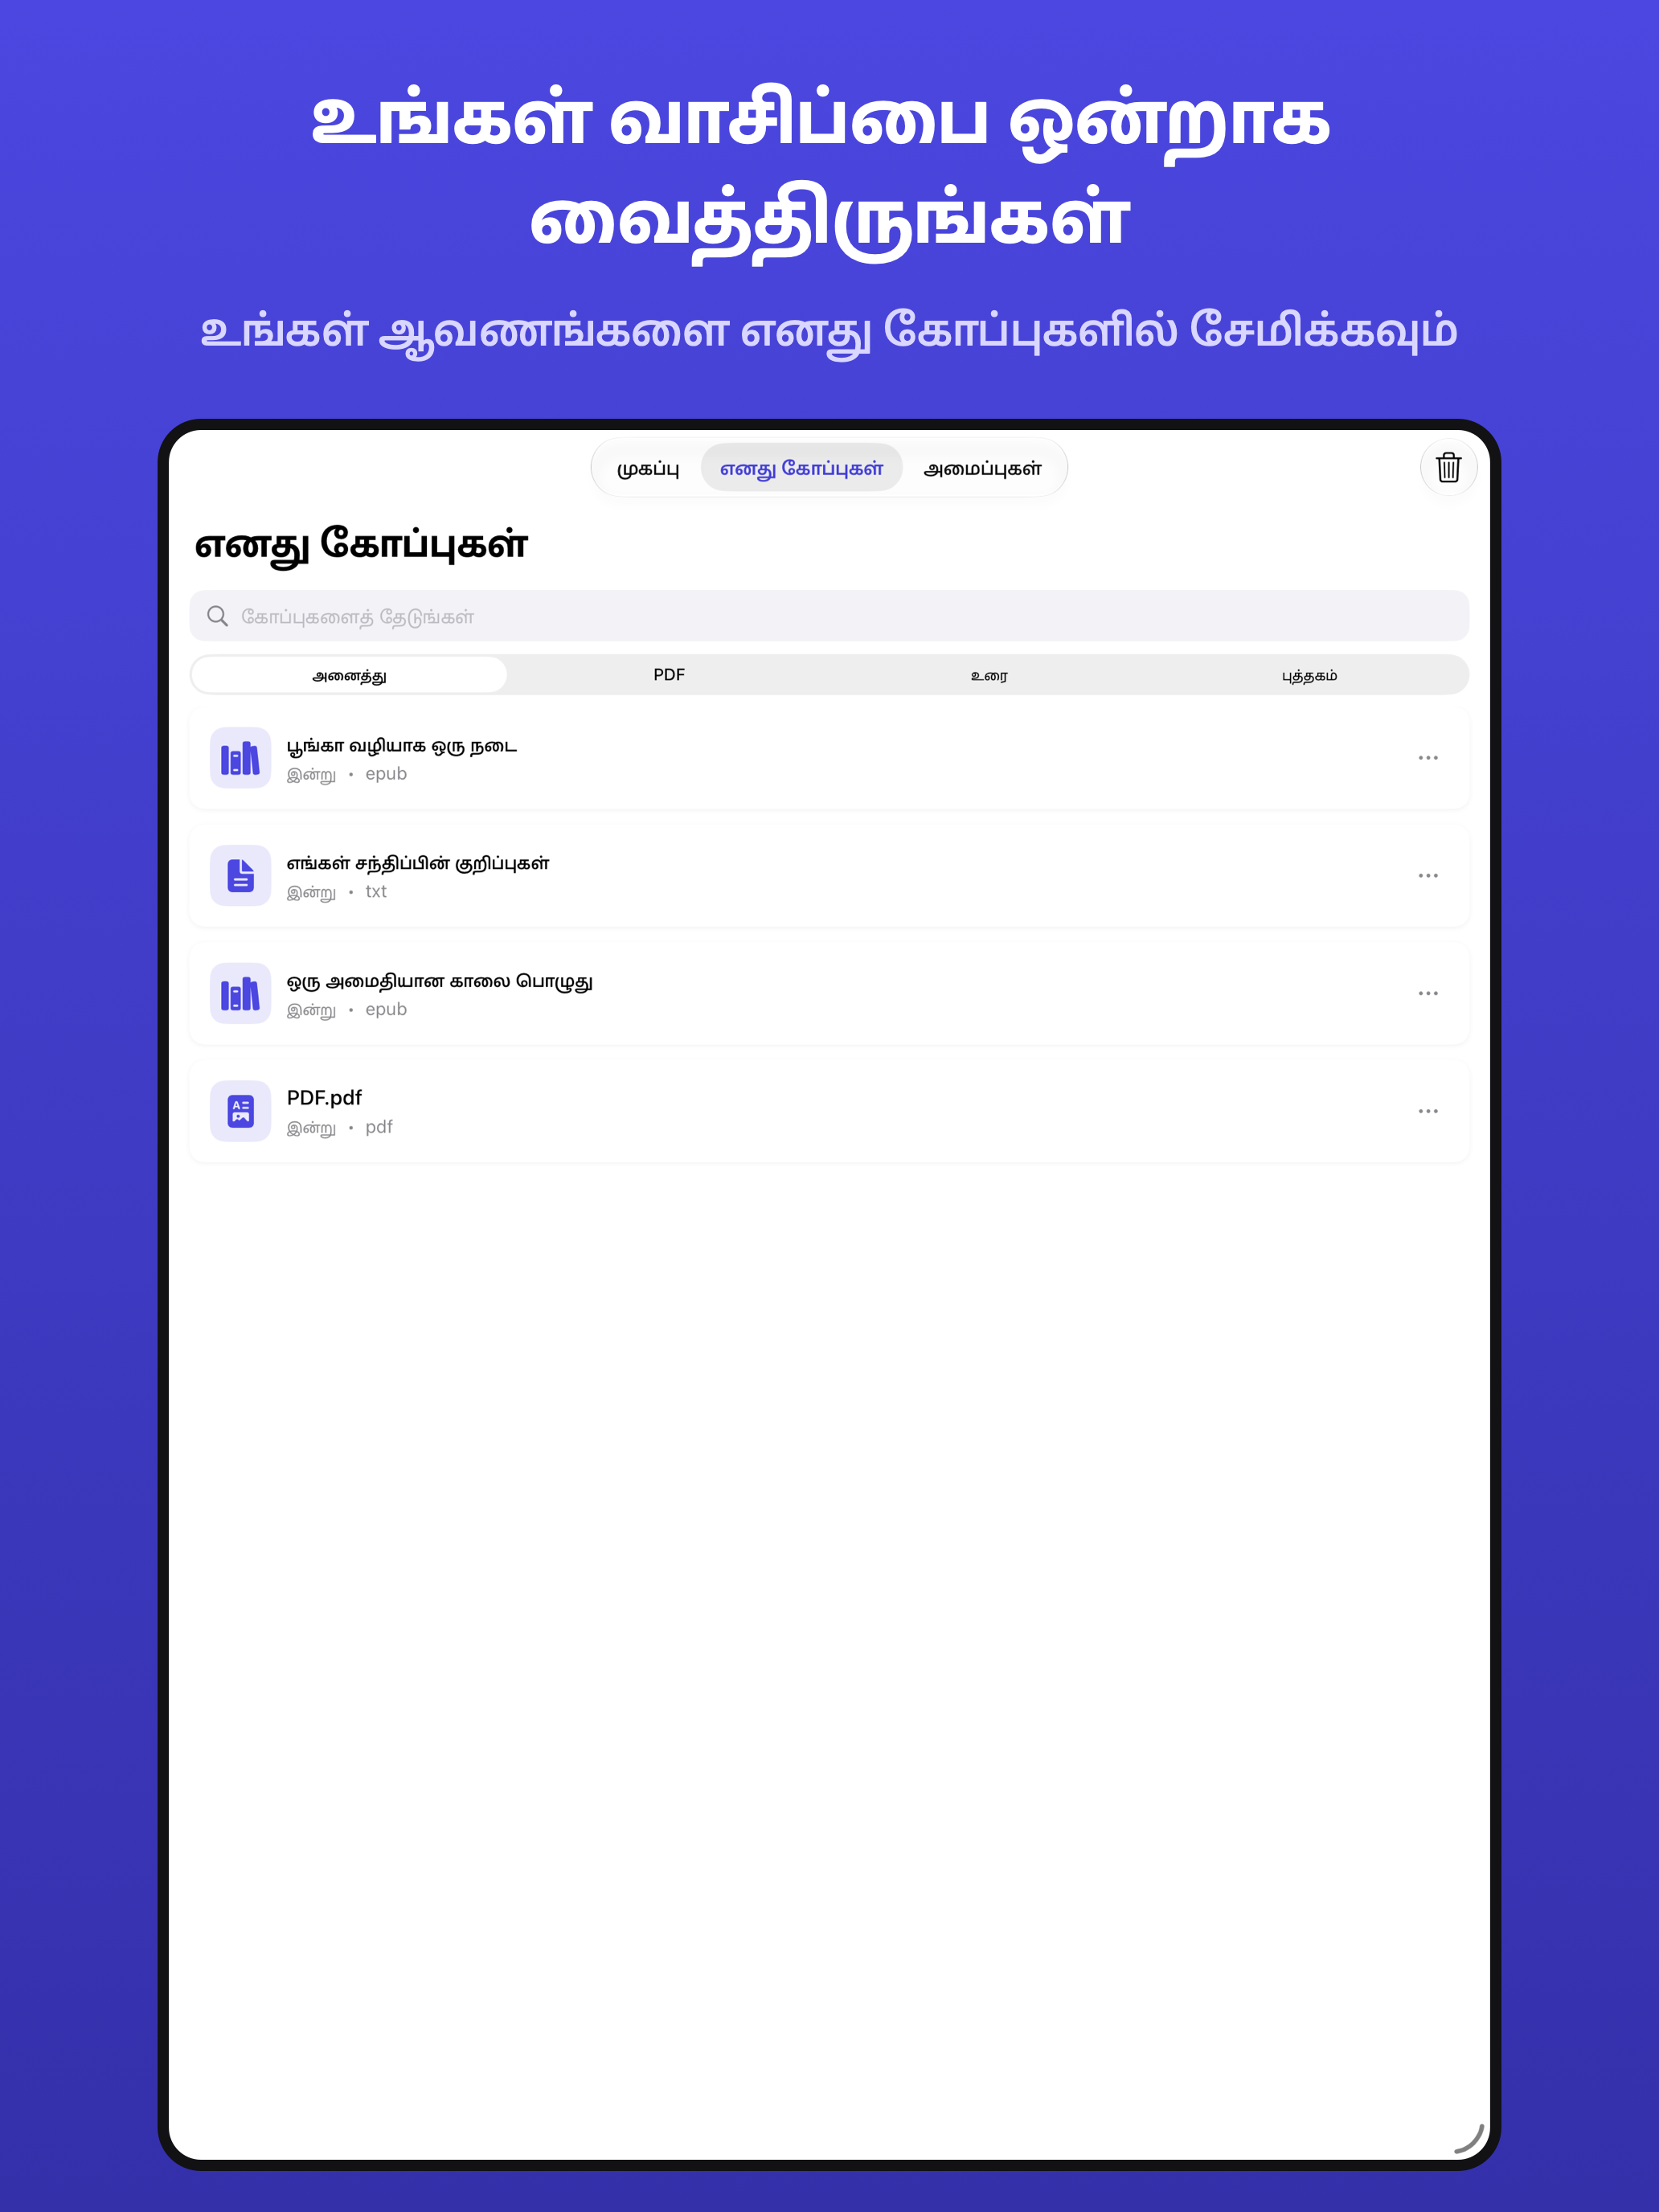 உங்கள் வாசிப்பை ஒன்றாக
வைத்திருங்கள்
உங்கள் ஆவணங்களை எனது கோப்புகளில் சேமிக்கவும்
முகப்பு எனது கோப்புகள் அமைப்புகள்
எனது கோப்புகள்
கோப்புகளைத் தேடுங்கள்
அனைத்து PDF உரை புத்தகம்
பூங்கா வழியாக ஒரு நடை
இன்று • epub
எங்கள் சந்திப்பின் குறிப்புகள்
இன்று • txt
ஒரு அமைதியான காலை பொழுது
இன்று • epub
PDF.pdf
இன்று • pdf